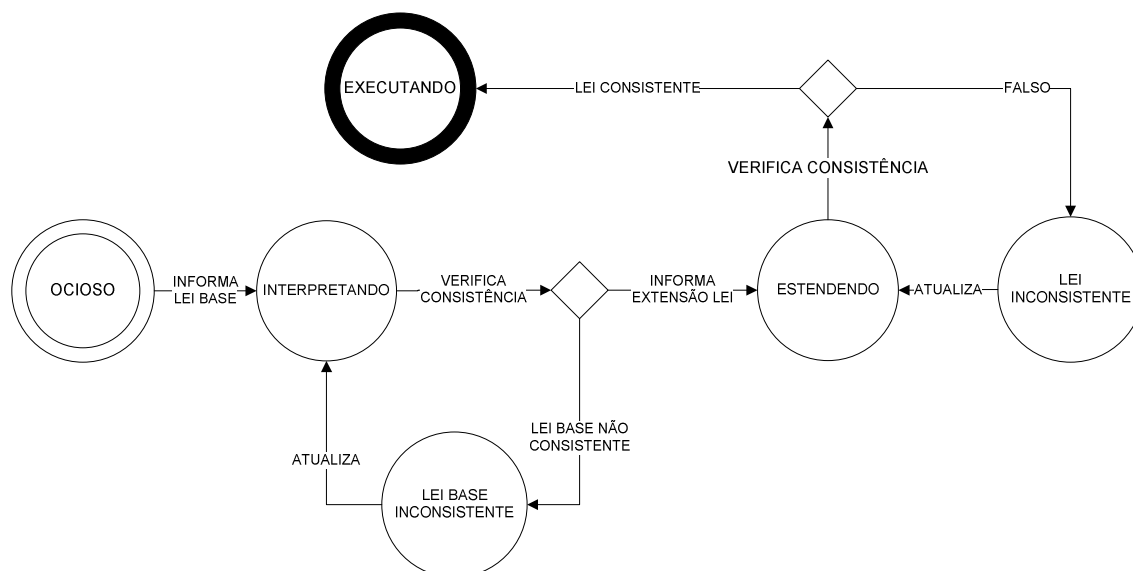 EXECUTANDO
LEI CONSISTENTE
FALSO
VERIFICA CONSISTÊNCIA
OCIOSO
INFORMA
LEI BASE
INTERPRETANDO
VERIFICA
CONSISTÊNCIA
INFORMA
EXTENSÃO LEI
ESTENDENDO
ATUALIZA
LEI
INCONSISTENTE
LEI BASE NÃO
CONSISTENTE
ATUALIZA
LEI BASE
INCONSISTENTE